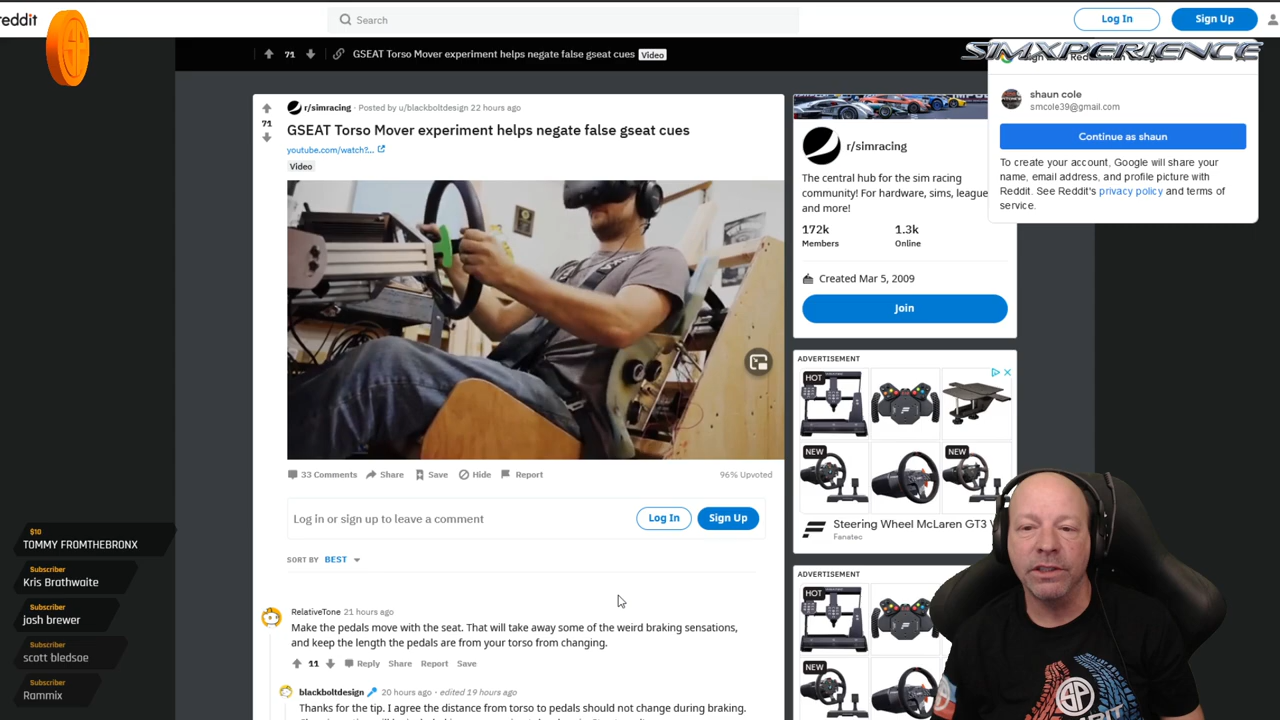 reddit
Search
Log In
Sign Up
71
GSEAT Torso Mover experiment helps negate false gseat cues
Video
SIMXPERIENCE
shaun cole
smcole39@gmail.com
Continue as shaun
To create your account, Google will share your
name, email address, and profile picture with
Reddit. See Reddit's privacy policy and terms of
service.
r/simracing Posted by u/blackboltdesign 22 hours ago
71
GSEAT Torso Mover experiment helps negate false gseat cues
youtube.com/watch?...
Video
33 Comments
Share
Save
Hide
Report
96% Upvoted
Log in or sign up to leave a comment
Log In
Sign Up
SORT BY BEST
RelativeTone 21 hours ago
Make the pedals move with the seat. That will take away some of the weird braking sensations,
and keep the length the pedals are from your torso from changing.
11
Reply
Share
Report
Save
blackboltdesign 20 hours ago · edited 19 hours ago
Thanks for the tip. I agree the distance from torso to pedals should not change during braking.
r/simracing
The central hub for the sim racing
community! For hardware, sims, league
and more!
172k
Members
1.3k
Online
Created Mar 5, 2009
Join
ADVERTISEMENT
HOT
NEW
NEW
Steering Wheel McLaren GT3
Fanatec
ADVERTISEMENT
HOT
NEW
$10
TOMMY FROMTHEBRONX
Subscriber
Kris Brathwaite
Subscriber
josh brewer
Subscriber
scott bledsoe
Subscriber
Rammix